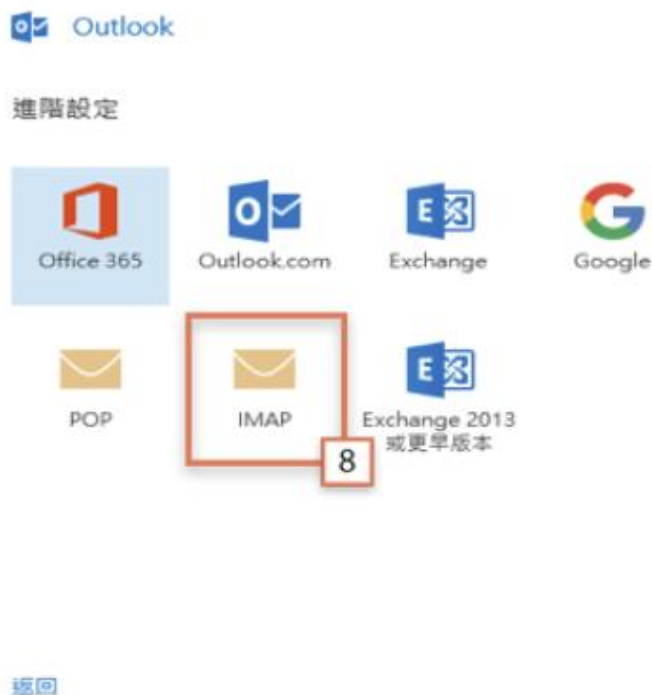 Outlook
進階設定
Office 365
Outlook.com
Exchange
Google
POP
IMAP
Exchange 2013
或更早版本
8
返回